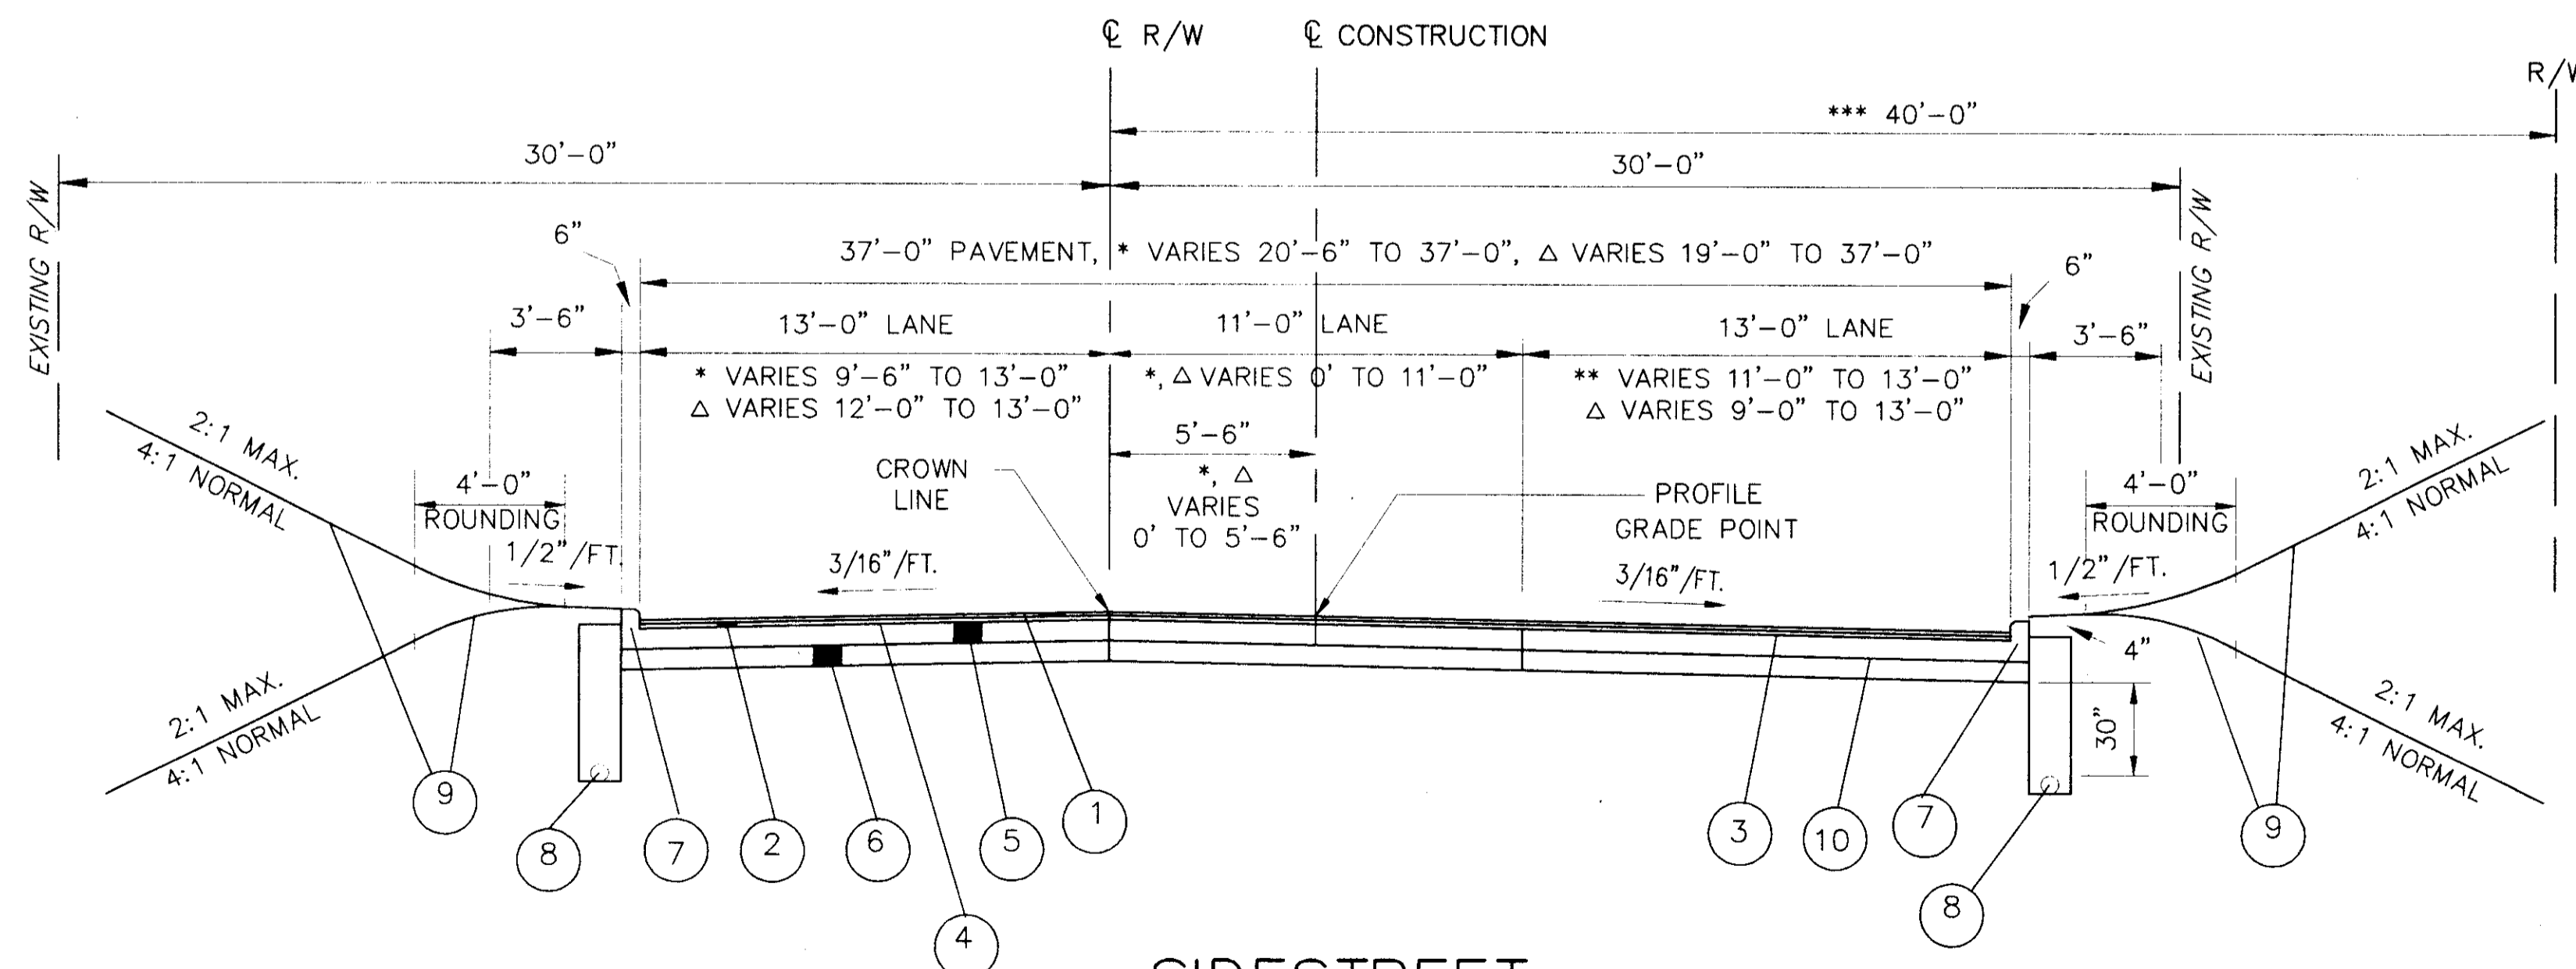 ℄ R/W
℄ CONSTRUCTION
R/W
*** 40'-0"
30'-0"
30'-0"
EXISTING R/W
EXISTING R/W
6"
37'-0" PAVEMENT, * VARIES 20'-6" TO 37'-0", △ VARIES 19'-0" TO 37'-0"
6"
3'-6"
13'-0" LANE
11'-0" LANE
13'-0" LANE
3'-6"
* VARIES 9'-6" TO 13'-0"
△ VARIES 12'-0" TO 13'-0"
*, △ VARIES 0' TO 11'-0"
** VARIES 11'-0" TO 13'-0"
△ VARIES 9'-0" TO 13'-0"
5'-6"
*, △
VARIES
0' TO 5'-6"
2:1 MAX.
4:1 NORMAL
4'-0"
ROUNDING
CROWN
LINE
PROFILE
GRADE POINT
4'-0"
ROUNDING
2:1 MAX.
4:1 NORMAL
1/2"/FT.
3/16"/FT.
3/16"/FT.
1/2"/FT.
4"
30"
2:1 MAX.
4:1 NORMAL
2:1 MAX.
4:1 NORMAL
9
8
7
2
6
5
1
4
3
10
7
8
9
SIDESTREET